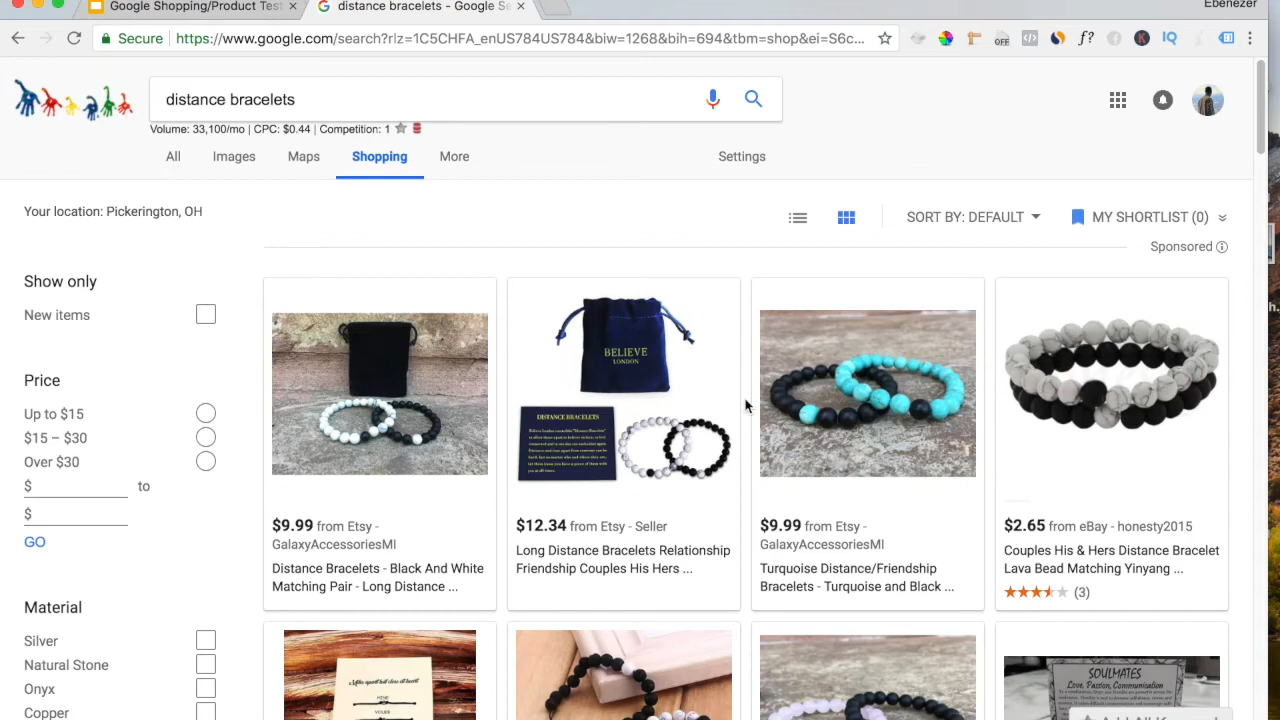 Google Shopping/Product Test
distance bracelets - Google Se
Ebenezer
Secure
https://www.google.com/search?rlz=1C5CHFA_enUS784US784&biw=1268&bih=694&tbm=shop&ei=S6c...
distance bracelets
Volume: 33,100/mo | CPC: $0.44 | Competition: 1
All
Images
Maps
Shopping
More
Settings
Your location: Pickerington, OH
SORT BY: DEFAULT
MY SHORTLIST (0)
Sponsored
Show only
New items
Price
Up to $15
$15 – $30
Over $30
$ to
$
GO
Material
Silver
Natural Stone
Onyx
Copper
$9.99 from Etsy -
GalaxyAccessoriesMI
Distance Bracelets - Black And White
Matching Pair - Long Distance ...
BELIEVE
LONDON
DISTANCE BRACELETS
$12.34 from Etsy - Seller
Long Distance Bracelets Relationship
Friendship Couples His Hers ...
$9.99 from Etsy -
GalaxyAccessoriesMI
Turquoise Distance/Friendship
Bracelets - Turquoise and Black ...
$2.65 from eBay - honesty2015
Couples His & Hers Distance Bracelet
Lava Bead Matching Yinyang ...
(3)
SOULMATES
Love, Passion, Communication